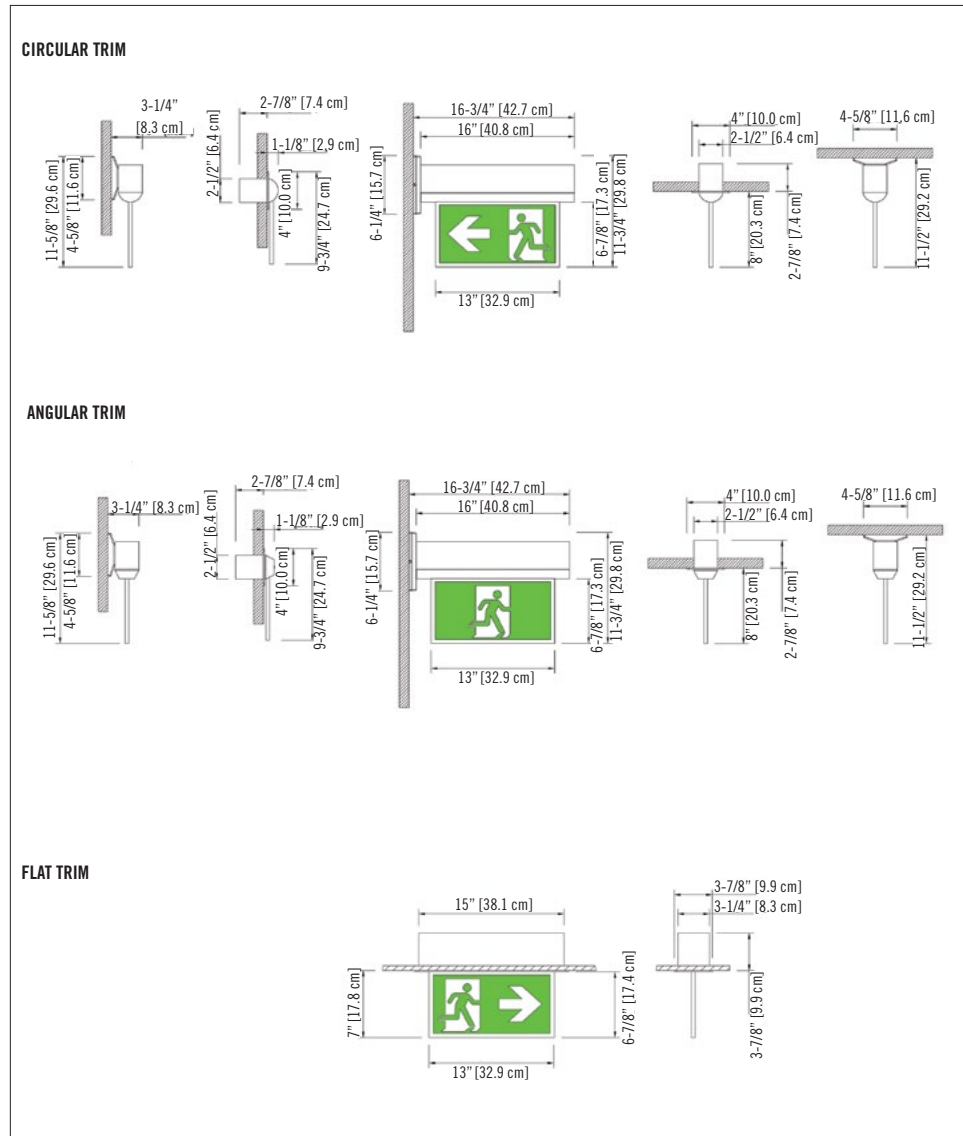 CIRCULAR TRIM
3-1/4”
[8.3 cm]
11-5/8” [29.6 cm]
4-5/8” [11.6 cm]
2-7/8” [7.4 cm]
1-1/8” [2,9 cm]
2-1/2” [6.4 cm]
4” [10.0 cm]
9-3/4” [24.7 cm]
16-3/4” [42.7 cm]
16” [40.8 cm]
6-1/4” [15.7 cm]
6-7/8” [17.3 cm]
11-3/4” [29.8 cm]
13” [32.9 cm]
4” [10.0 cm]
2-1/2” [6.4 cm]
8” [20.3 cm]
2-7/8” [7.4 cm]
4-5/8” [11,6 cm]
11-1/2” [29.2 cm]
ANGULAR TRIM
3-1/4” [8.3 cm]
11-5/8” [29.6 cm]
4-5/8” [11.6 cm]
2-7/8” [7.4 cm]
1-1/8” [2.9 cm]
2-1/2” [6.4 cm]
4” [10.0 cm]
9-3/4” [24.7 cm]
16-3/4” [42.7 cm]
16” [40.8 cm]
6-1/4” [15.7 cm]
6-7/8” [17.3 cm]
11-3/4” [29.8 cm]
13” [32.9 cm]
4” [10.0 cm]
2-1/2” [6.4 cm]
8” [20.3 cm]
2-7/8” [7.4 cm]
4-5/8” [11.6 cm]
11-1/2” [29.2 cm]
FLAT TRIM
15” [38.1 cm]
7” [17.8 cm]
6-7/8” [17.4 cm]
13” [32.9 cm]
3-7/8” [9.9 cm]
3-1/4” [8.3 cm]
3-7/8” [9.9 cm]